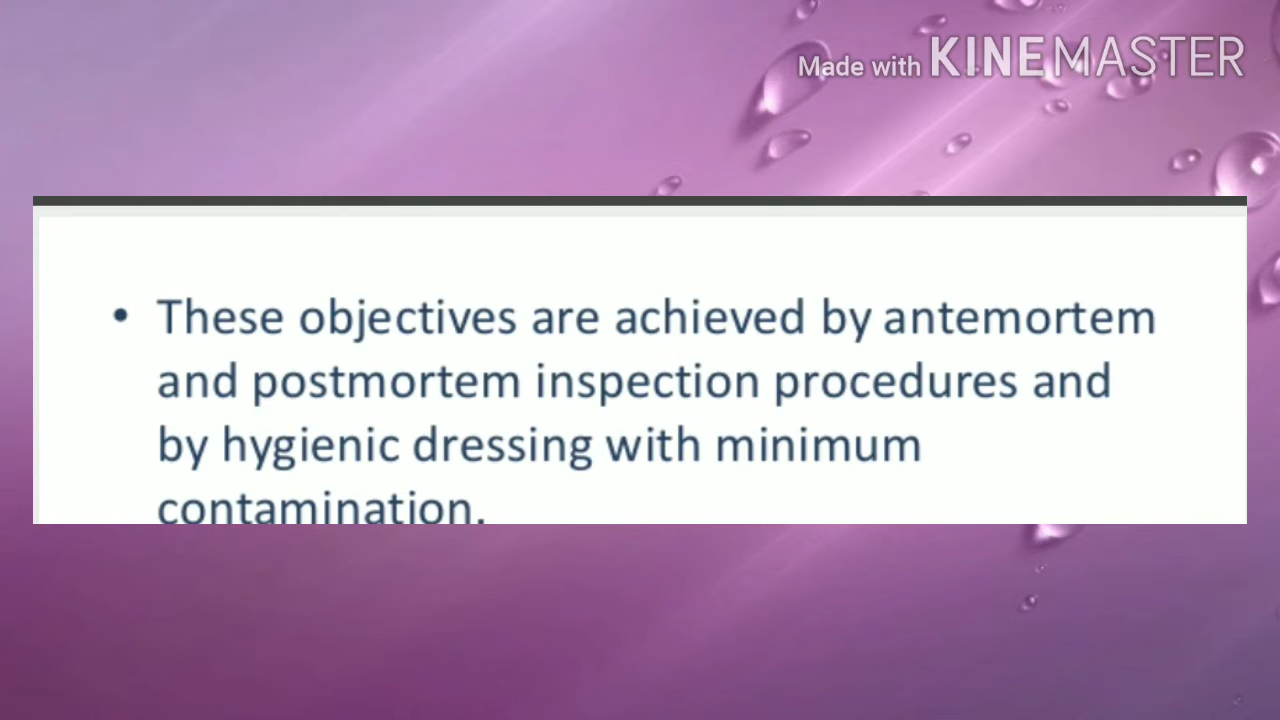 Made with KINEMASTER
• These objectives are achieved by antemortem
and postmortem inspection procedures and
by hygienic dressing with minimum
contamination.